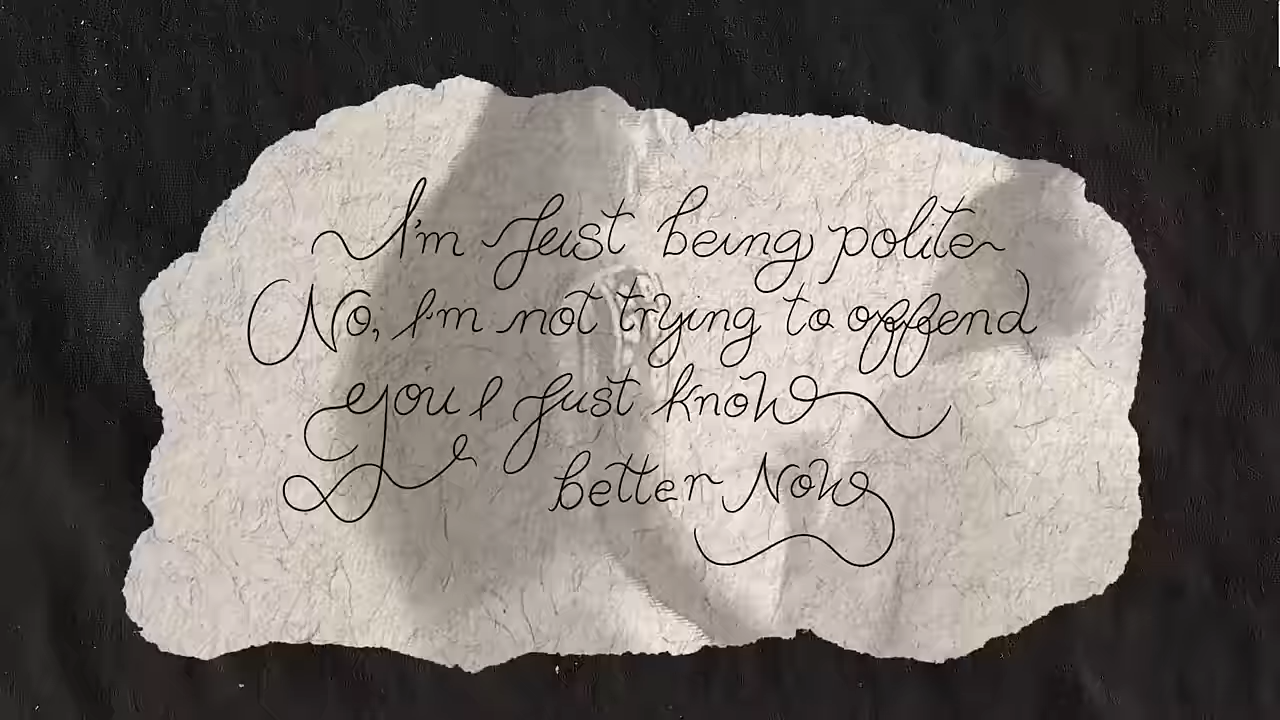 I'm Just being polite
No, I'm not trying to offend
you I Just know
better Now